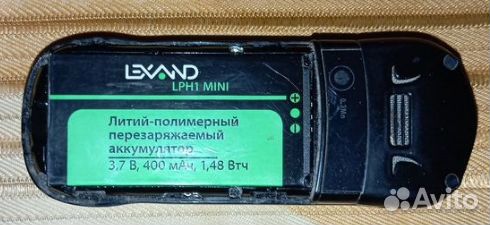 LEXAND
LPH1 MINI
Литий-полимерный
перезаряжаемый
аккумулятор
3,7 В, 400 мАч, 1,48 Втч
Avito